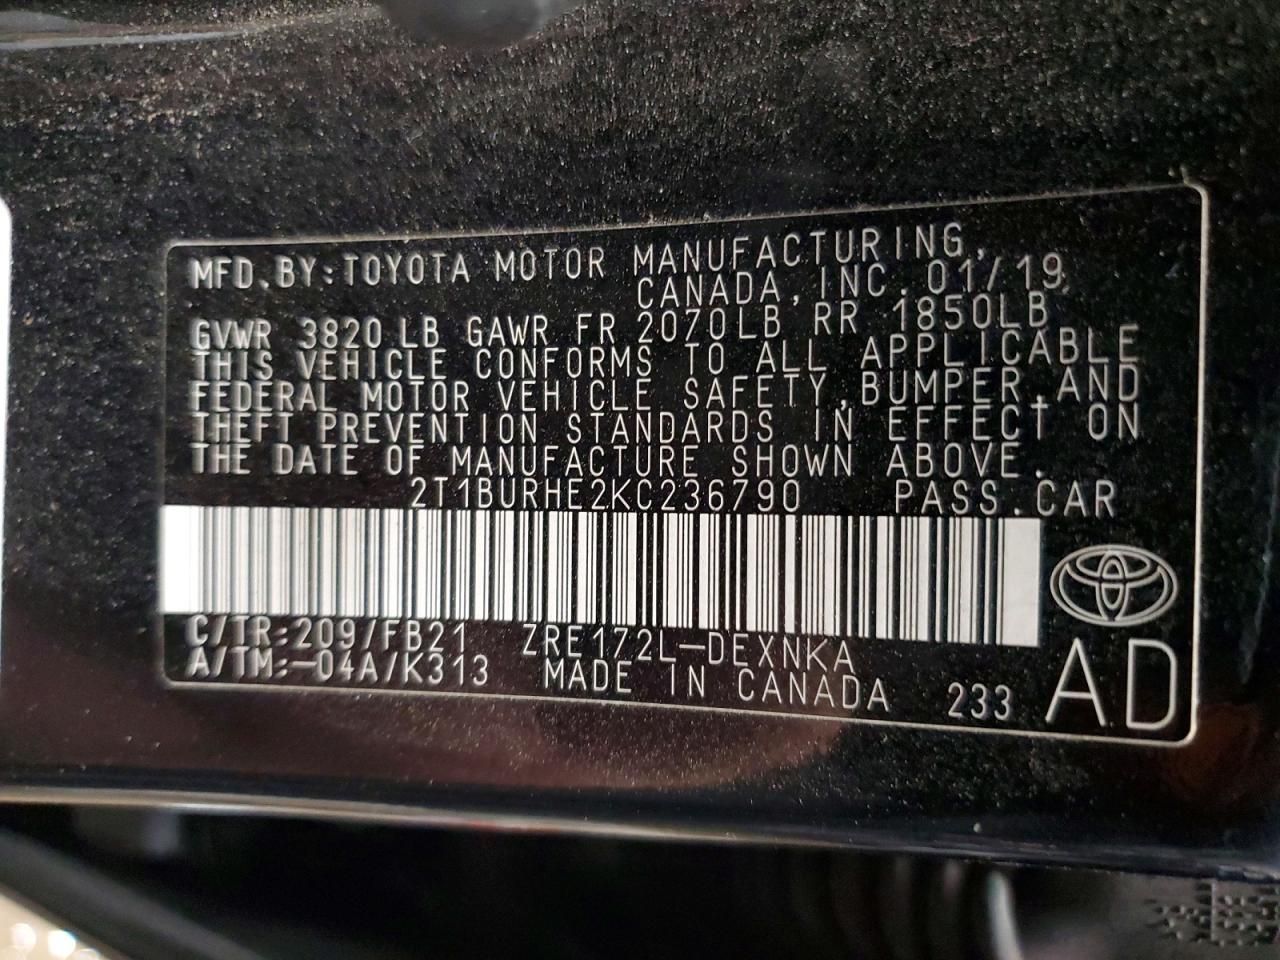 MFD.BY:TOYOTA MOTOR MANUFACTURING,
CANADA, INC. 01/19
GVWR 3820 LB GAWR FR 2070LB RR 1850LB
THIS VEHICLE CONFORMS TO ALL APPLICABLE
FEDERAL MOTOR VEHICLE SAFETY,BUMPER,AND
THEFT PREVENTION STANDARDS IN EFFECT ON
THE DATE OF MANUFACTURE SHOWN ABOVE.
2T1BURHE2KC236790 PASS.CAR
C/TR:209/FB21 ZRE172L-DEXNKA
A/TM:-04A/K313 MADE IN CANADA 233 AD